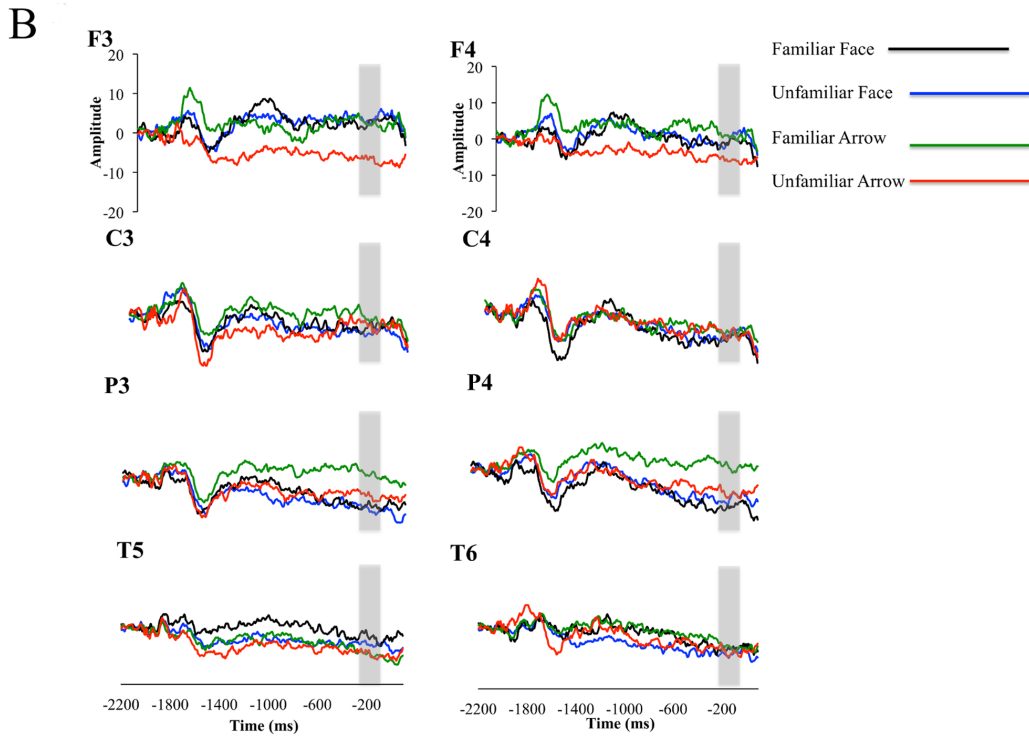 B
F3
F4
20
10
0
-10
-20
Amplitude
20
10
0
-10
-20
Amplitude
Familiar Face
Unfamiliar Face
Familiar Arrow
Unfamiliar Arrow
C3
C4
P3
P4
T5
T6
-2200 -1800 -1400 -1000 -600 -200
Time (ms)
-2200 -1800 -1400 -1000 -600 -200
Time (ms)